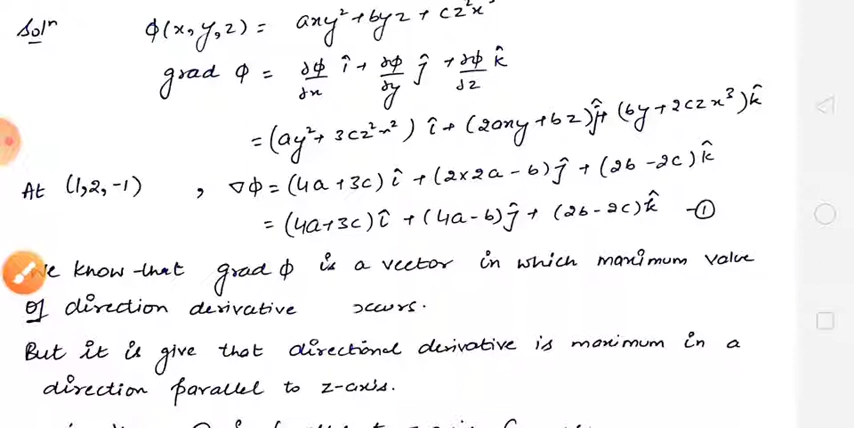 Solⁿ
ϕ(x,y,z) = axy² + byz + cz²x³
grad ϕ = ∂ϕ/∂x î + ∂ϕ/∂y ĵ + ∂ϕ/∂z k̂
= (ay² + 3cz²x²) î + (2axy + bz) ĵ + (by + 2czx³) k̂
At (1,2,-1) , ∇ϕ = (4a + 3c) î + (2×2a - b) ĵ + (2b - 2c) k̂
= (4a + 3c) î + (4a - b) ĵ + (2b - 2c) k̂ -①
know that grad ϕ is a vector in which maximum value
of direction derivative occurs.
But it is give that directional derivative is maximum in a
direction parallel to z-axis.